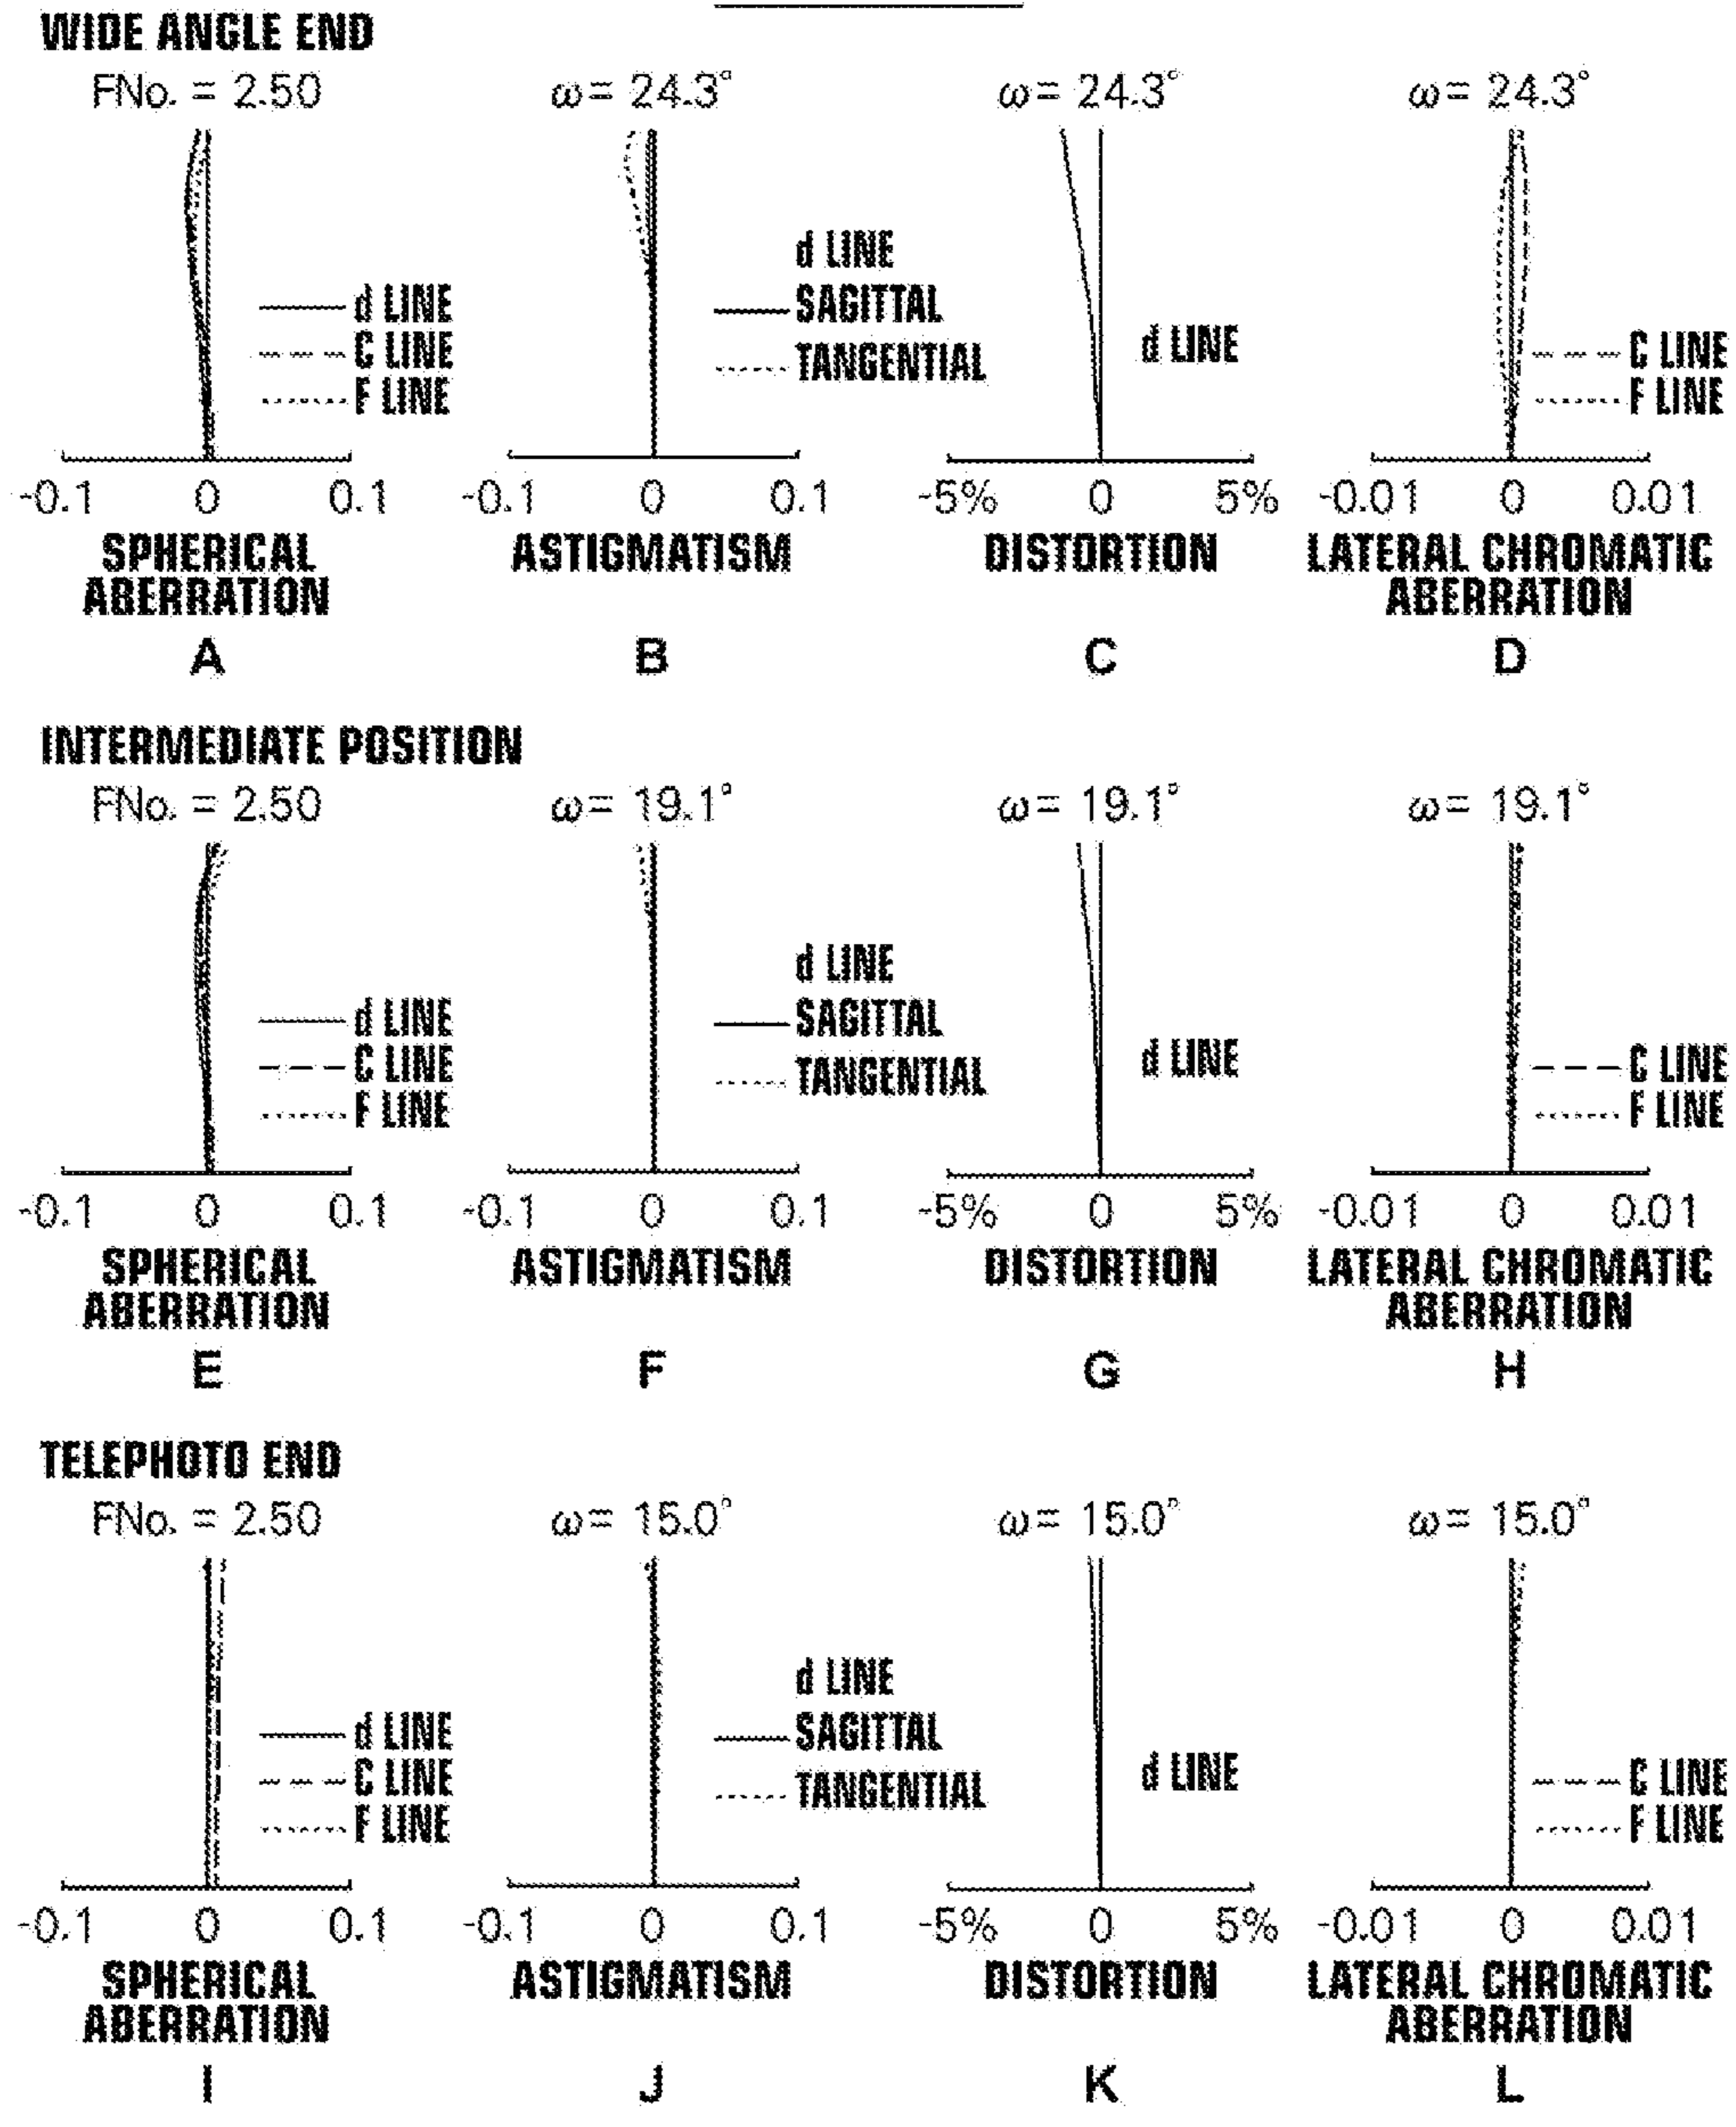 WIDE ANGLE END
FNo. = 2.50
ω = 24.3°
ω = 24.3°
ω = 24.3°
d LINE
C LINE
F LINE
d LINE
SAGITTAL
TANGENTIAL
d LINE
C LINE
F LINE
-0.1 0 0.1
-0.1 0 0.1
-5% 0 5%
-0.01 0 0.01
SPHERICAL
ABERRATION
ASTIGMATISM
DISTORTION
LATERAL CHROMATIC
ABERRATION
A
B
C
D
INTERMEDIATE POSITION
FNo. = 2.50
ω = 19.1°
ω = 19.1°
ω = 19.1°
d LINE
C LINE
F LINE
d LINE
SAGITTAL
TANGENTIAL
d LINE
C LINE
F LINE
-0.1 0 0.1
-0.1 0 0.1
-5% 0 5%
-0.01 0 0.01
SPHERICAL
ABERRATION
ASTIGMATISM
DISTORTION
LATERAL CHROMATIC
ABERRATION
E
F
G
H
TELEPHOTO END
FNo. = 2.50
ω = 15.0°
ω = 15.0°
ω = 15.0°
d LINE
C LINE
F LINE
d LINE
SAGITTAL
TANGENTIAL
d LINE
C LINE
F LINE
-0.1 0 0.1
-0.1 0 0.1
-5% 0 5%
-0.01 0 0.01
SPHERICAL
ABERRATION
ASTIGMATISM
DISTORTION
LATERAL CHROMATIC
ABERRATION
I
J
K
L